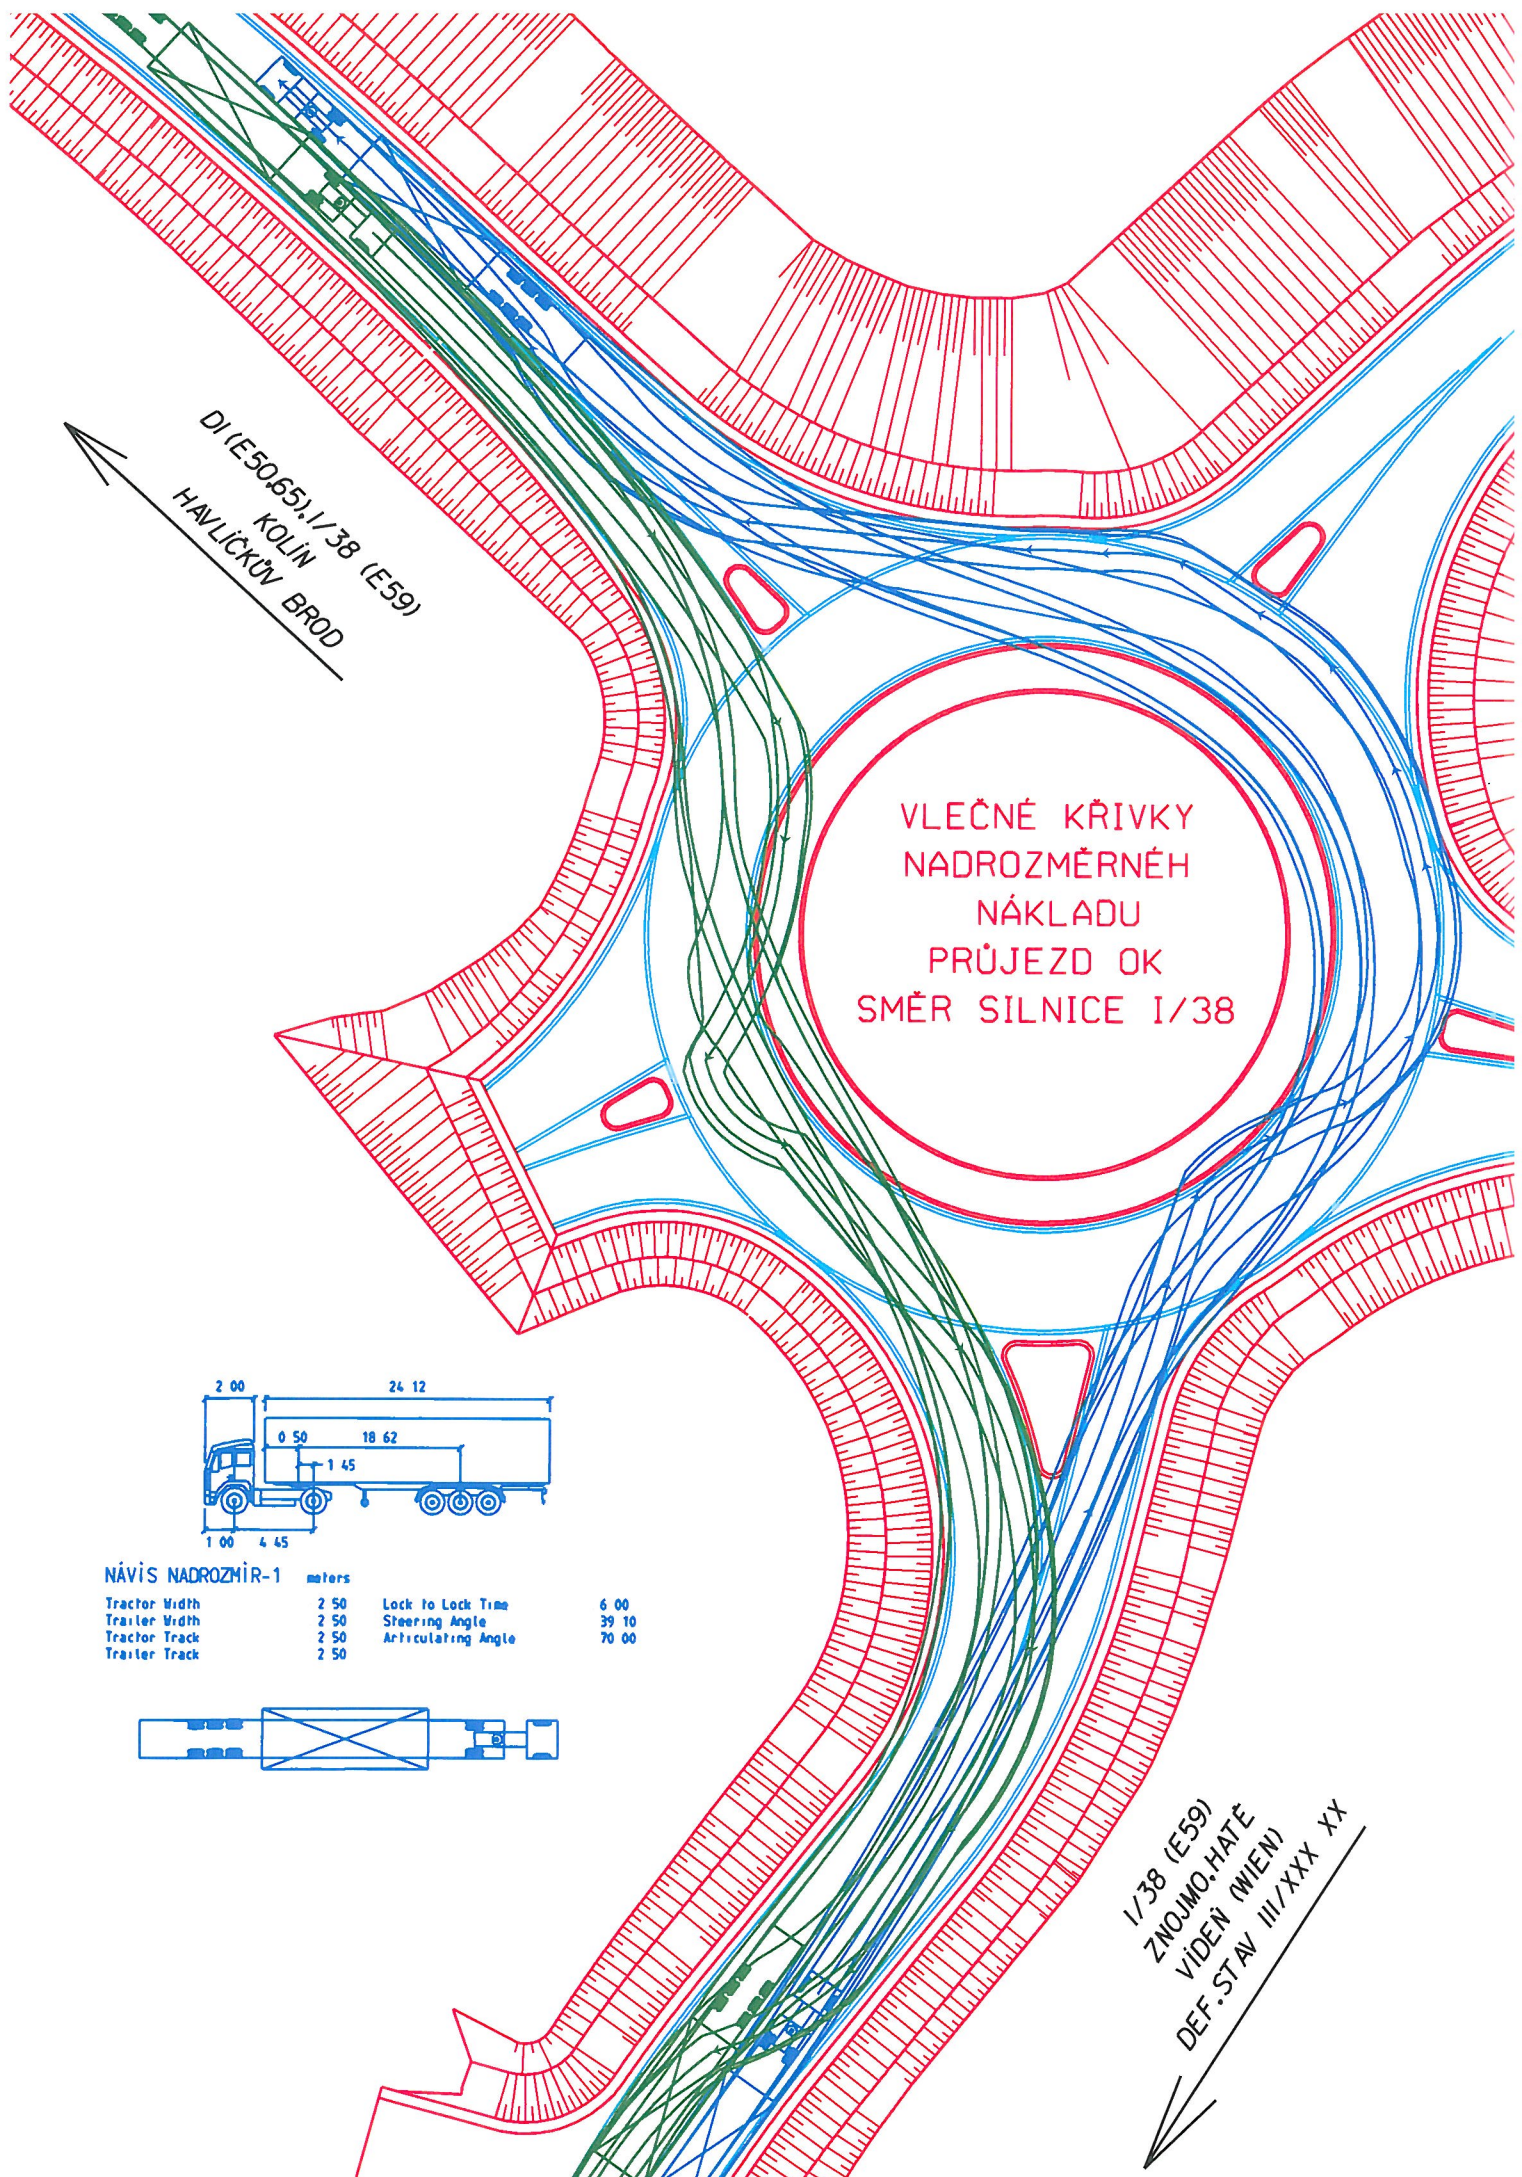 DI(E50,65),I/38 (E59)
KOLÍN
HAVLÍČKŮV BROD
VLEČNÉ KŘIVKY
NADROZMĚRNÉH
NÁKLADU
PRŮJEZD OK
SMĚR SILNICE I/38
2 00
24 12
0 50
18 62
1 45
1 00
4 45
NÁVİS NADROZMİR-1 meters
Tractor Width 2 50 Lock to Lock Time 6 00
Trailer Width 2 50 Steering Angle 39 10
Tractor Track 2 50 Articulating Angle 70 00
Trailer Track 2 50
I/38 (E59)
ZNOJMO,HATĚ
VÍDEŇ (WIEN)
DEF.STAV III/XXX XX